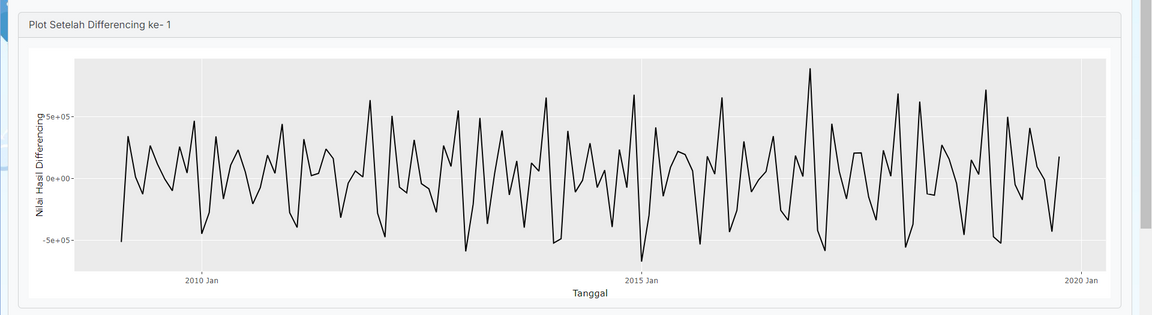 Plot Setelah Differencing ke- 1
Nilai Hasil Differencing
5e+05
0e+00
-5e+05
2010 Jan
2015 Jan
2020 Jan
Tanggal